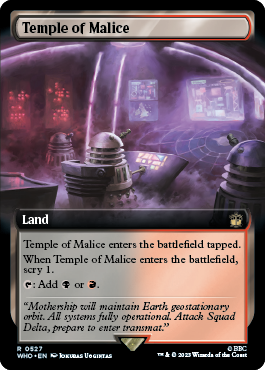 Temple of Malice
Land
Temple of Malice enters the battlefield tapped.
When Temple of Malice enters the battlefield,
scry 1.
: Add or .
“Mothership will maintain Earth geostationary
orbit. All systems fully operational. Attack Squad
Delta, prepare to enter transmat.”
R 0527 © BBC
WHO • EN Jokubas Uogintas ™ & © 2023 Wizards of the Coast